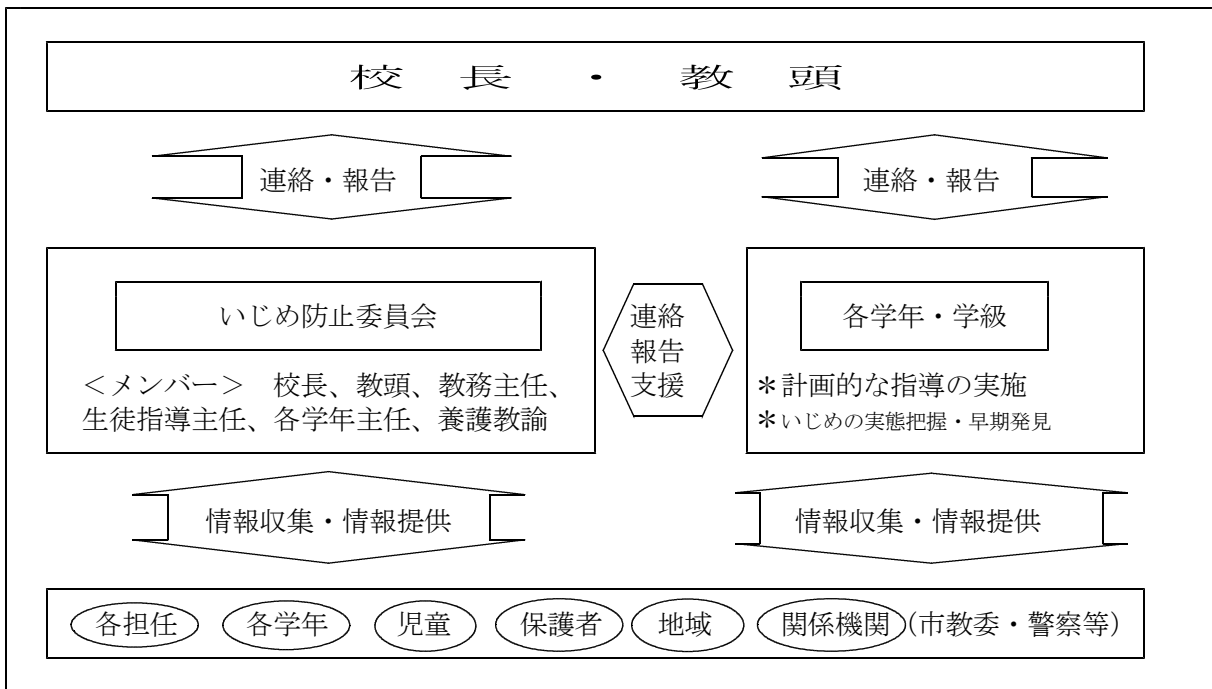 校長・教頭
連絡・報告
連絡・報告
いじめ防止委員会
＜メンバー＞　校長、教頭、教務主任、
生徒指導主任、各学年主任、養護教諭
連絡
報告
支援
各学年・学級
＊計画的な指導の実施
＊いじめの実態把握・早期発見
情報収集・情報提供
情報収集・情報提供
各担任　各学年　児童　保護者　地域　関係機関(市教委・警察等)